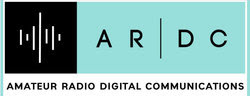 AR|DC
AMATEUR RADIO DIGITAL COMMUNICATIONS